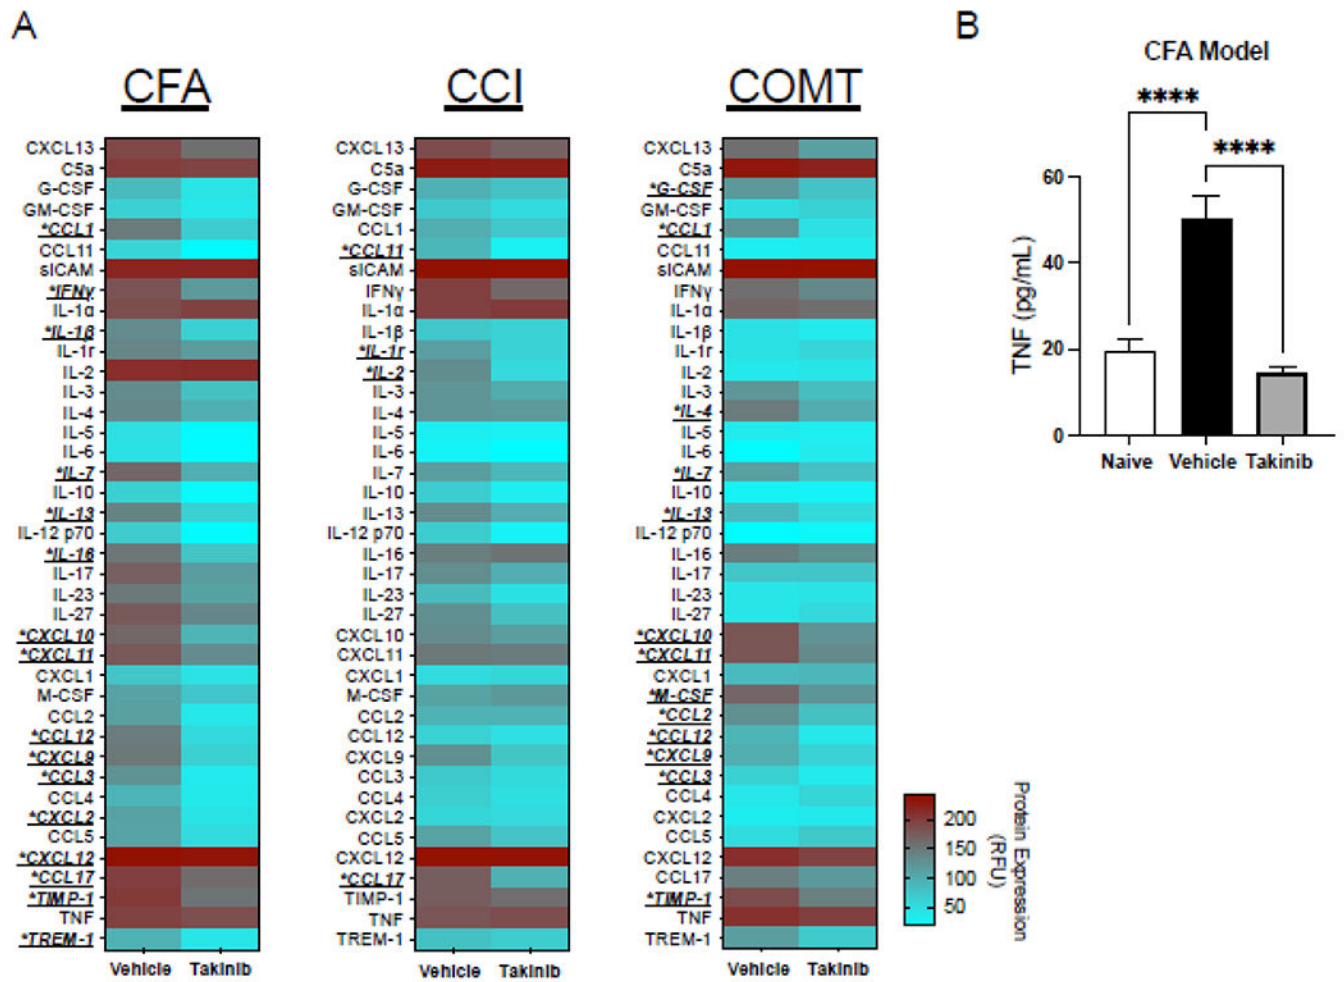 A
B
CFA
CCI
COMT
CFA Model
CXCL13
C5a
G-CSF
GM-CSF
*CCL1
CCL11
sICAM
*IFNγ
IL-1α
*IL-1β
IL-1r
IL-2
IL-3
IL-4
IL-5
IL-6
*IL-7
IL-10
*IL-13
IL-12 p70
*IL-16
IL-17
IL-23
IL-27
*CXCL10
*CXCL11
CXCL1
M-CSF
CCL2
*CCL12
*CXCL9
*CCL3
CCL4
*CXCL2
CCL5
*CXCL12
*CCL17
*TIMP-1
TNF
*TREM-1
Vehicle Takinib
CXCL13
C5a
G-CSF
GM-CSF
CCL1
*CCL11
sICAM
IFNγ
IL-1α
IL-1β
*IL-1r
*IL-2
IL-3
IL-4
IL-5
IL-6
IL-7
IL-10
IL-13
IL-12 p70
IL-16
IL-17
IL-23
IL-27
CXCL10
CXCL11
CXCL1
M-CSF
CCL2
CCL12
CXCL9
CCL3
CCL4
CXCL2
CCL5
CXCL12
*CCL17
TIMP-1
TNF
TREM-1
Vehicle Takinib
CXCL13
C5a
*G-CSF
GM-CSF
*CCL1
CCL11
sICAM
IFNγ
IL-1α
IL-1β
IL-1r
IL-2
IL-3
*IL-4
IL-5
IL-6
*IL-7
IL-10
*IL-13
IL-12 p70
IL-16
IL-17
IL-23
IL-27
*CXCL10
*CXCL11
CXCL1
*M-CSF
*CCL2
*CCL12
*CXCL9
*CCL3
CCL4
CXCL2
CCL5
CXCL12
CCL17
*TIMP-1
TNF
TREM-1
Vehicle Takinib
200
150
100
50
Protein Expression
(RFU)
****
****
60
40
20
0
TNF (pg/mL)
Naive Vehicle Takinib